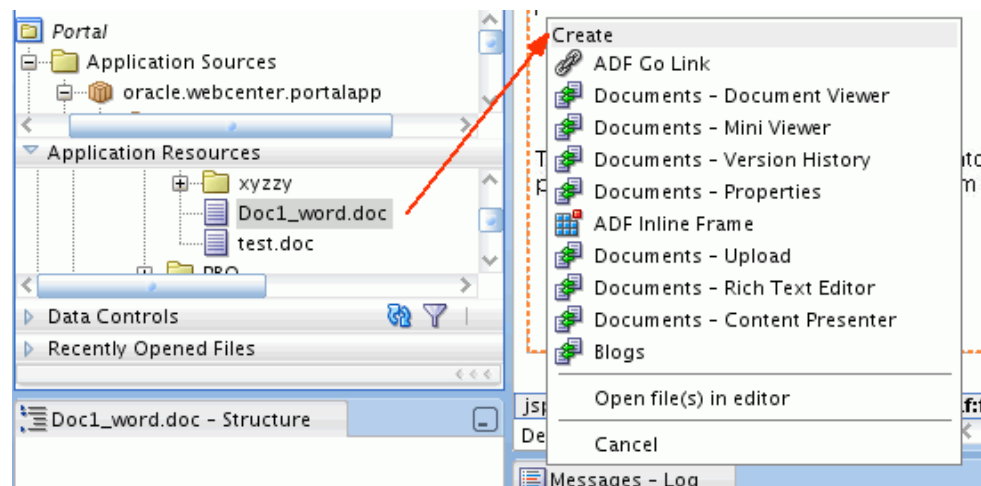 Portal
Application Sources
oracle.webcenter.portalapp
Application Resources
xyzzy
Doc1_word.doc
test.doc
Data Controls
Recently Opened Files
Doc1_word.doc - Structure
Create
ADF Go Link
Documents - Document Viewer
Documents - Mini Viewer
Documents - Version History
Documents - Properties
ADF Inline Frame
Documents - Upload
Documents - Rich Text Editor
Documents - Content Presenter
Blogs
Open file(s) in editor
Cancel
Messages - Log